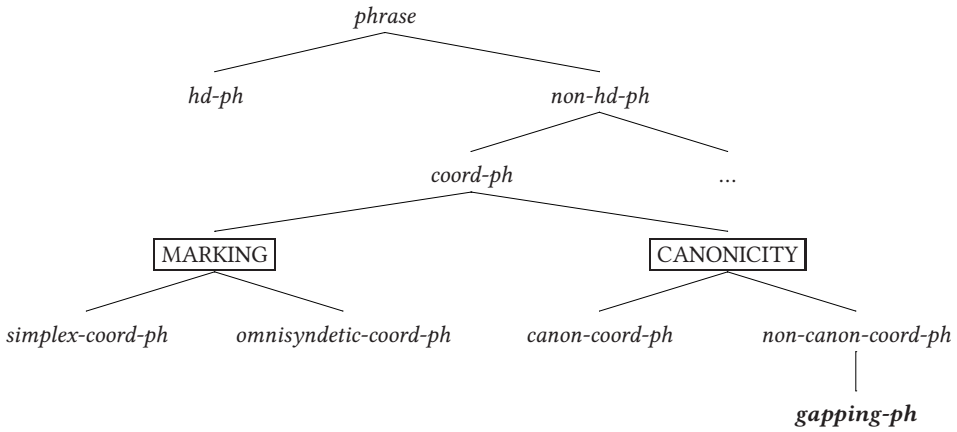 phrase
hd-ph non-hd-ph
coord-ph ...
MARKING CANONICITY
simplex-coord-ph omnisyndetic-coord-ph canon-coord-ph non-canon-coord-ph
gapping-ph